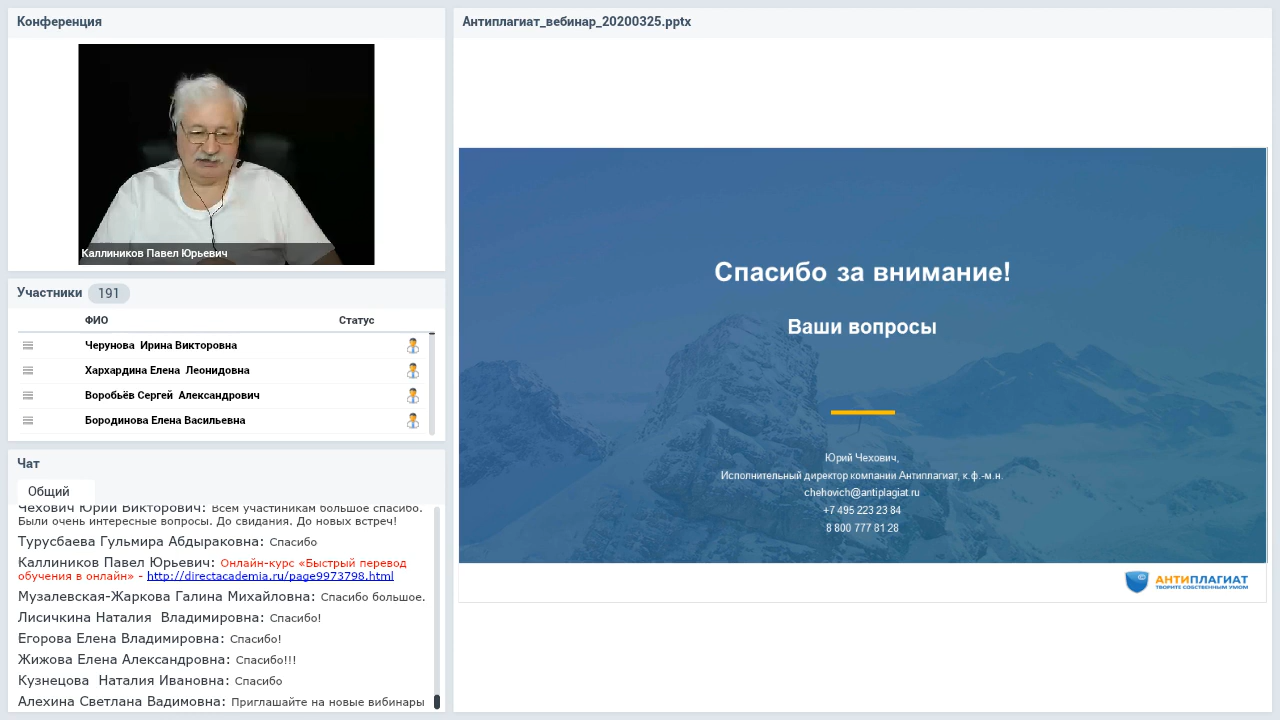 Конференция
Каллиников Павел Юрьевич
Участники 191
ФИО Статус
Черунова Ирина Викторовна
Хархардина Елена Леонидовна
Воробьёв Сергей Александрович
Бородинова Елена Васильевна
Чат
Общий
Чехович Юрий Викторович: Всем участникам большое спасибо.
Были очень интересные вопросы. До свидания. До новых встреч!
Турусбаева Гульмира Абдыраковна: Спасибо
Каллиников Павел Юрьевич: Онлайн-курс «Быстрый перевод
обучения в онлайн» - http://directacademia.ru/page9973798.html
Музалевская-Жаркова Галина Михайловна: Спасибо большое.
Лисичкина Наталия Владимировна: Спасибо!
Егорова Елена Владимировна: Спасибо!
Жижова Елена Александровна: Спасибо!!!
Кузнецова Наталия Ивановна: Спасибо
Алехина Светлана Вадимовна: Приглашайте на новые вибинары
Антиплагиат_вебинар_20200325.pptx
Спасибо за внимание!
Ваши вопросы
Юрий Чехович,
Исполнительный директор компании Антиплагиат, к.ф.-м.н.
chehovich@antiplagiat.ru
+7 495 223 23 84
8 800 777 81 28
АНТИПЛАГИАТ
ТВОРИТЕ СОБСТВЕННЫМ УМОМ